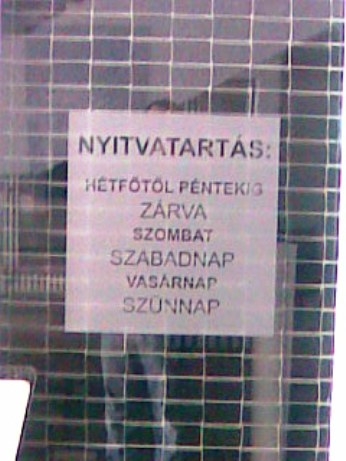 NYITVATARTÁS:
HÉTFŐTŐL PÉNTEKIG
ZÁRVA
SZOMBAT
SZABADNAP
VASÁRNAP
SZÜNNAP